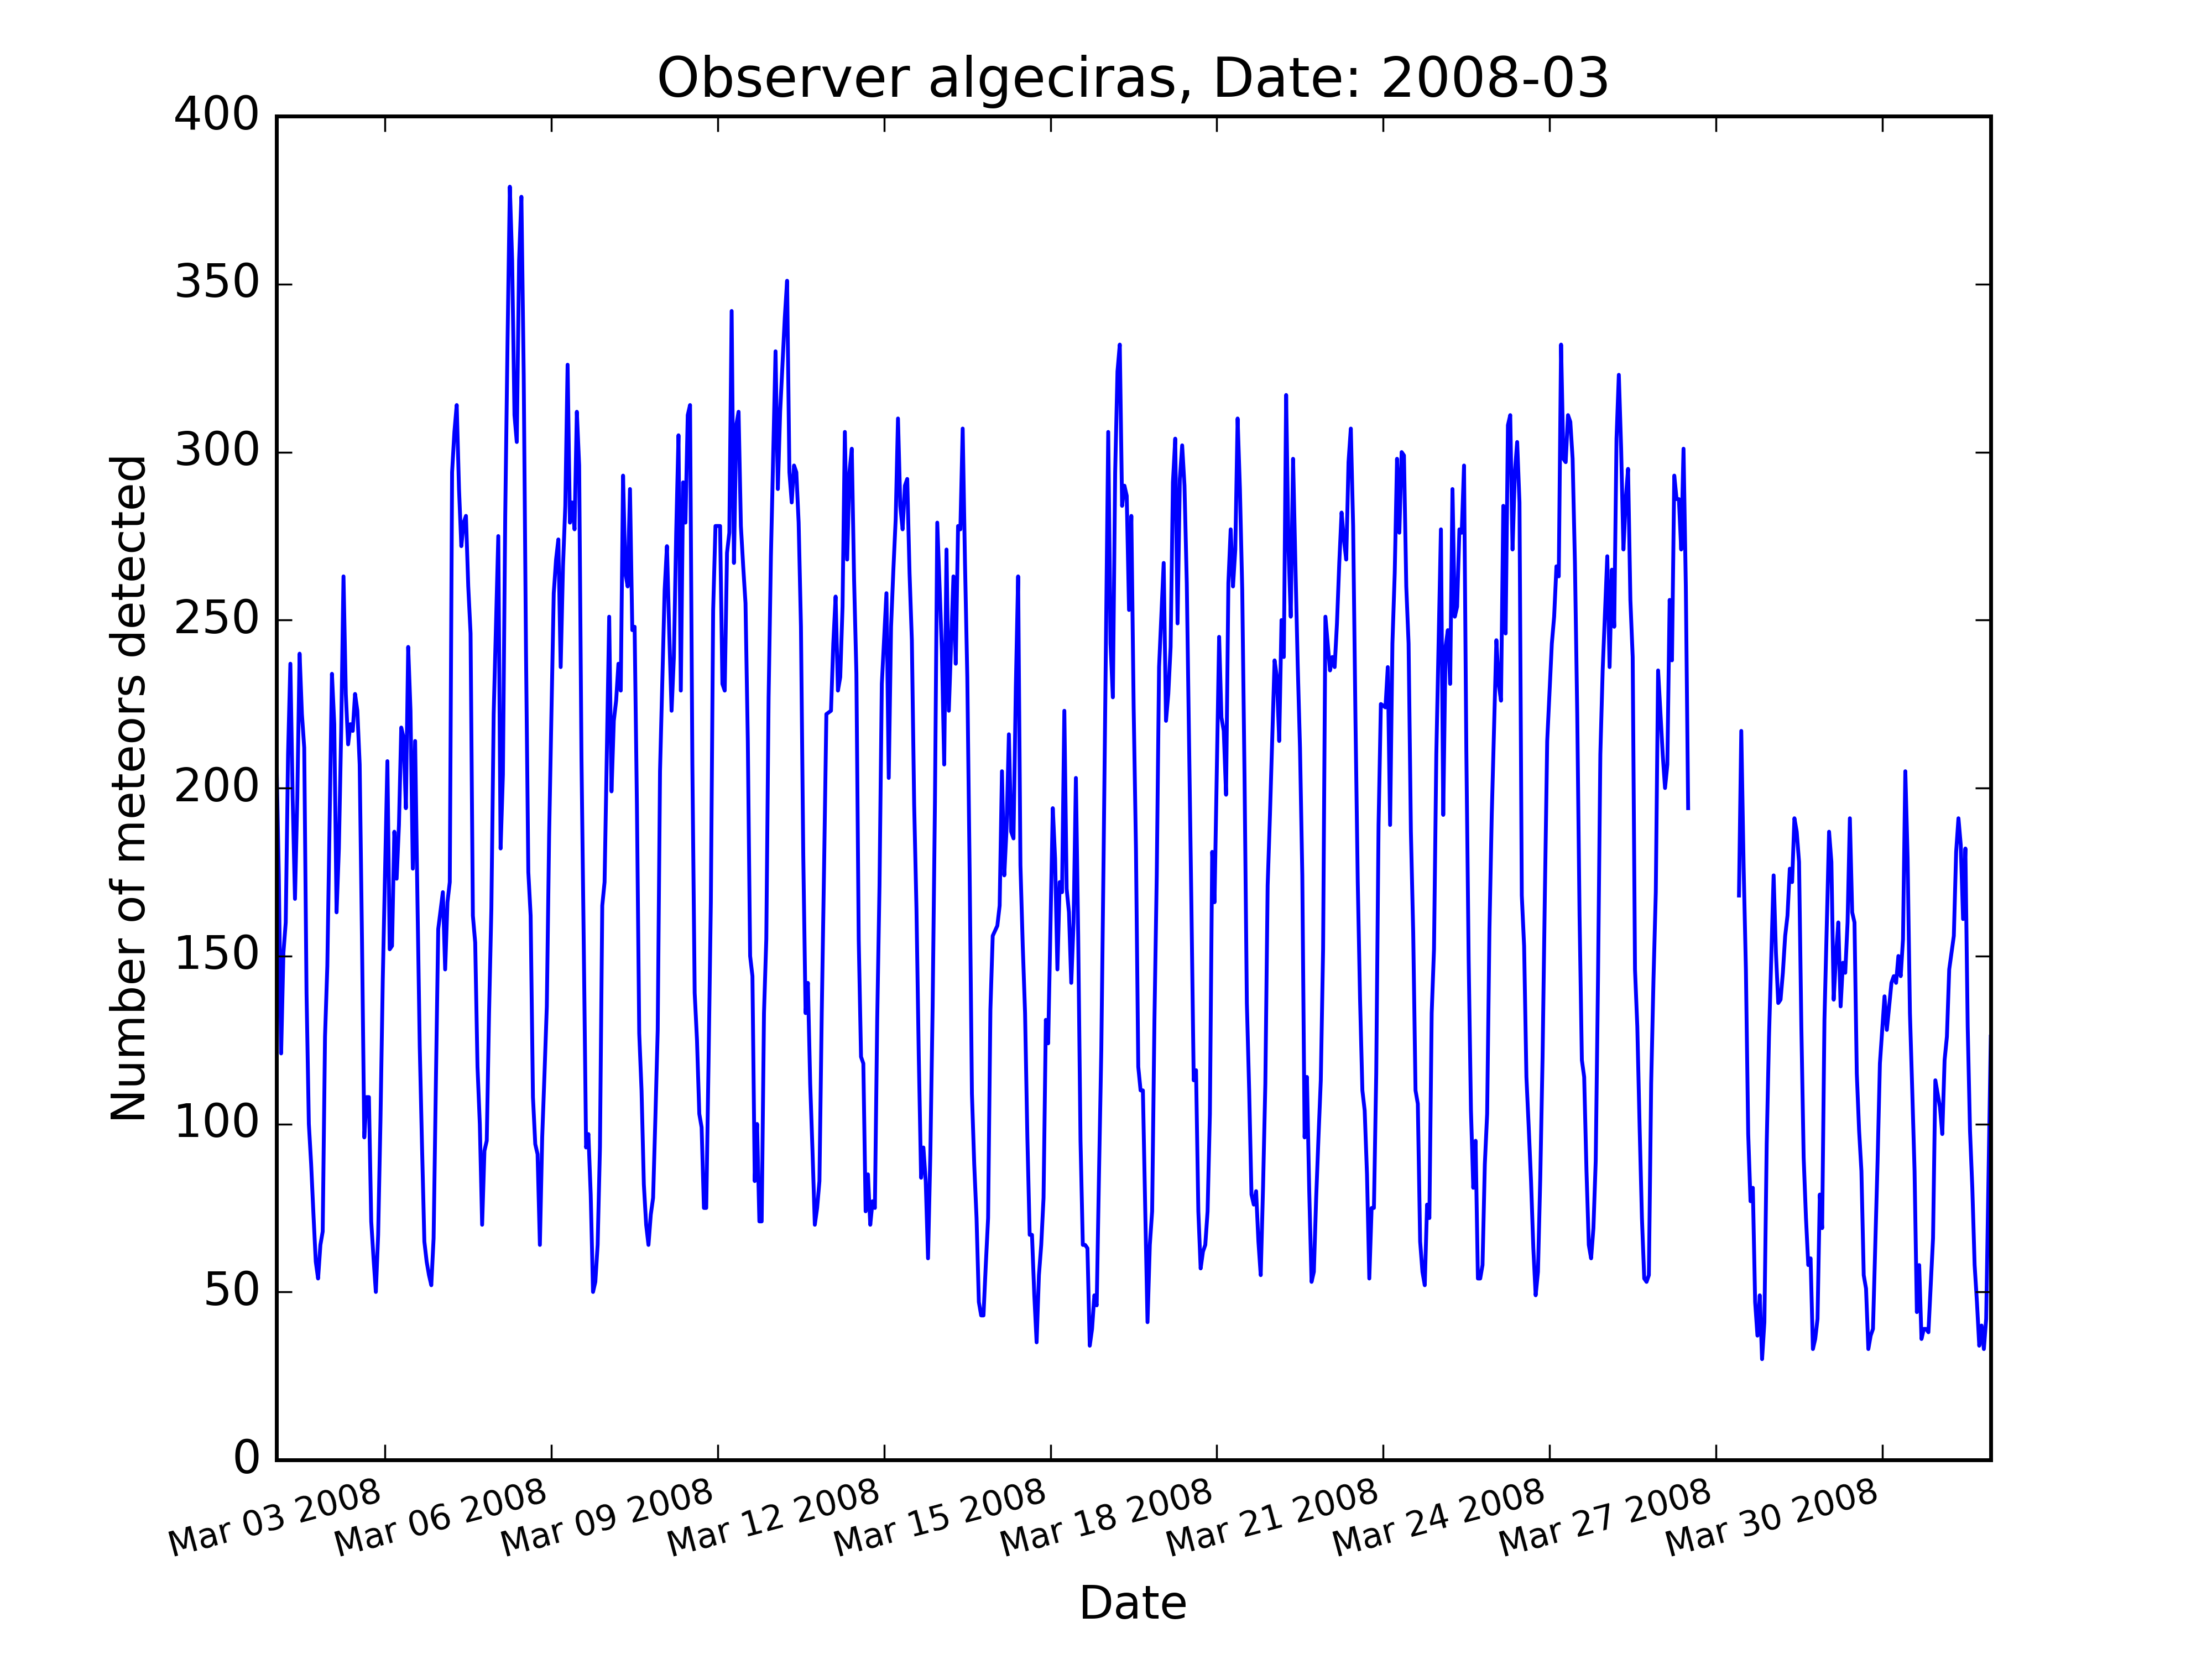 Observer algeciras, Date: 2008-03
Number of meteors detected
400
350
300
250
200
150
100
50
0
Mar 03 2008
Mar 06 2008
Mar 09 2008
Mar 12 2008
Mar 15 2008
Mar 18 2008
Mar 21 2008
Mar 24 2008
Mar 27 2008
Mar 30 2008
Date